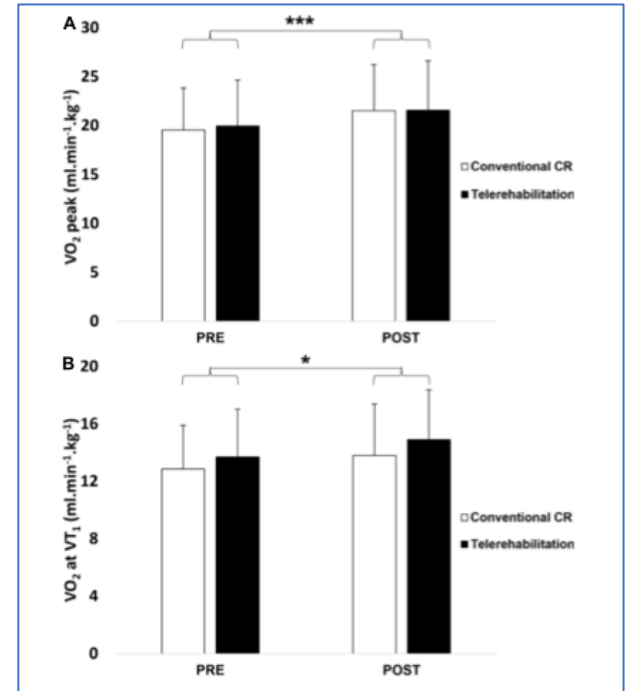 A
***
30
25
20
15
10
5
0
VO₂ peak (ml.min⁻¹.kg⁻¹)
Conventional CR
Telerehabilitation
PRE POST
B
*
20
16
12
8
4
0
VO₂ at VT₁ (ml.min⁻¹.kg⁻¹)
Conventional CR
Telerehabilitation
PRE POST